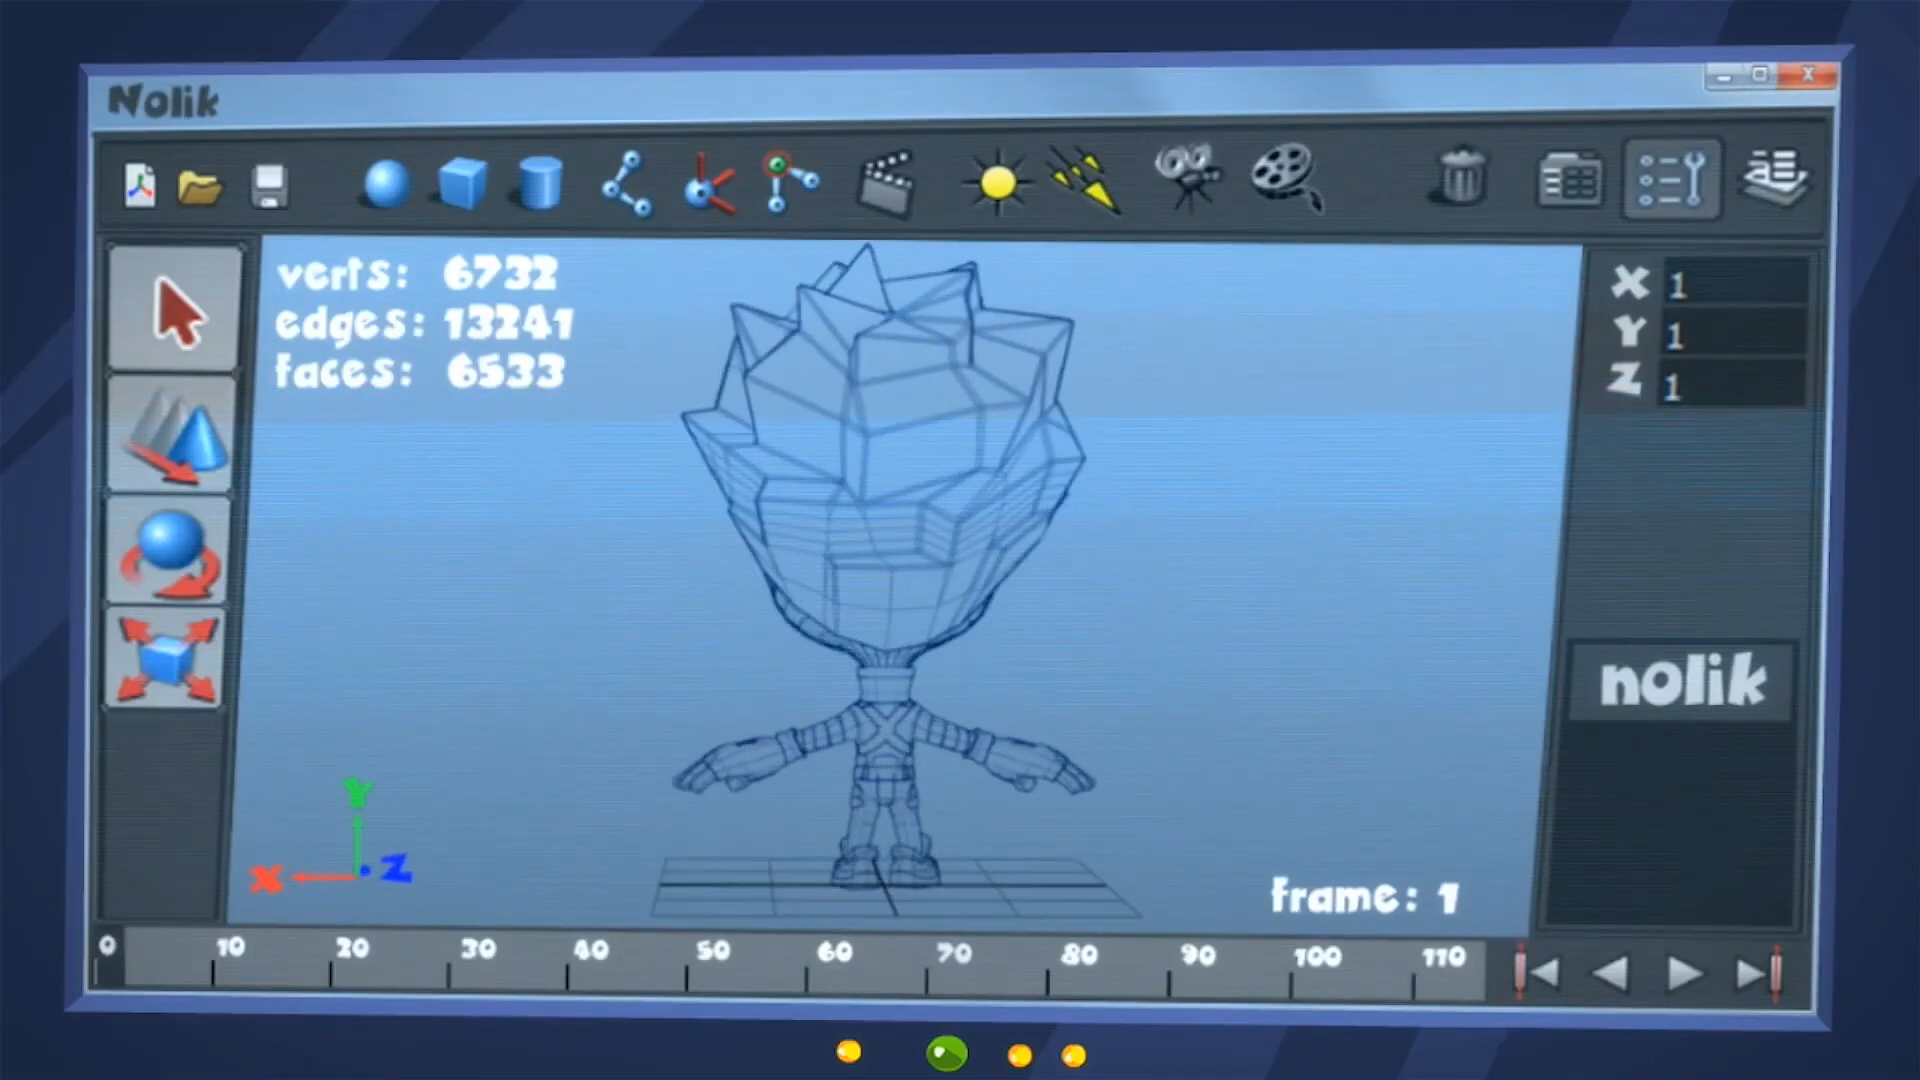 Nolik
verts: 6732
edges: 13241
faces: 6533
X 1
Y 1
Z 1
nolik
Y
X Z
frame: 1
0 10 20 30 40 50 60 70 80 90 100 110